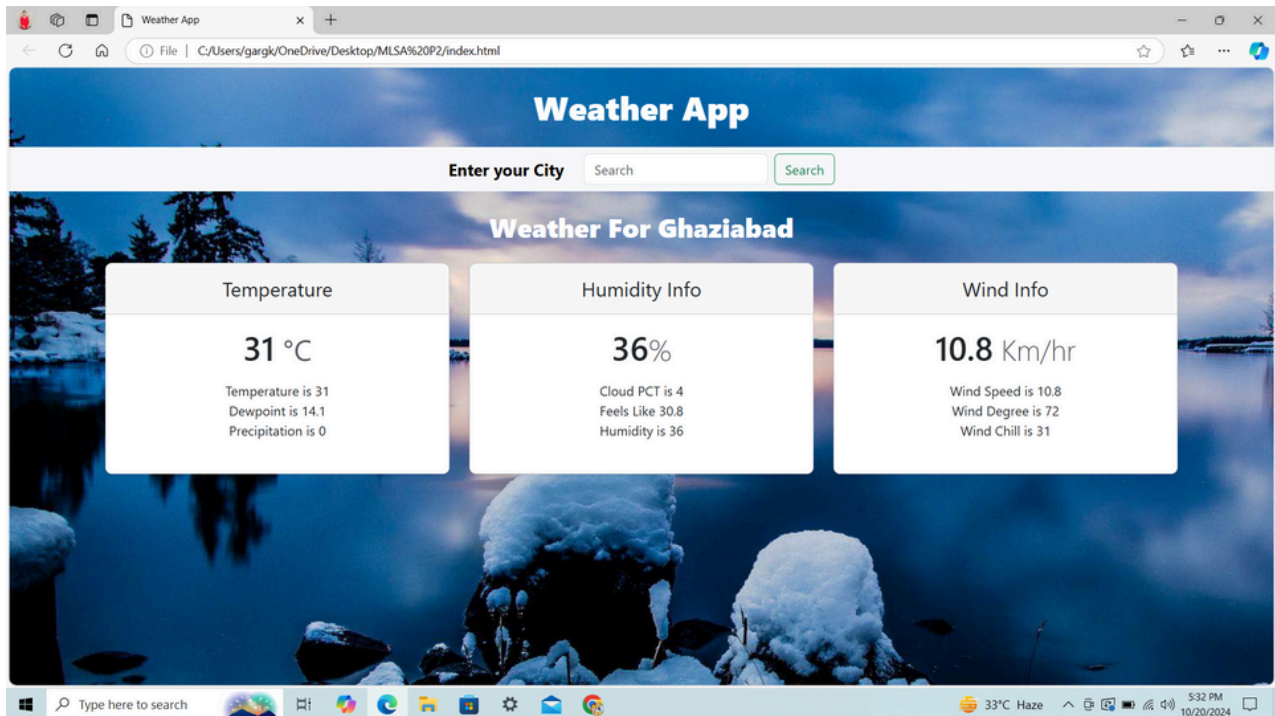 Weather App
File | C:/Users/gargk/OneDrive/Desktop/MLSA%20P2/index.html
Weather App
Enter your City Search Search
Weather For Ghaziabad
Temperature
31 °C
Temperature is 31
Dewpoint is 14.1
Precipitation is 0
Humidity Info
36%
Cloud PCT is 4
Feels Like 30.8
Humidity is 36
Wind Info
10.8 Km/hr
Wind Speed is 10.8
Wind Degree is 72
Wind Chill is 31
Type here to search
33°C Haze
5:32 PM
10/20/2024